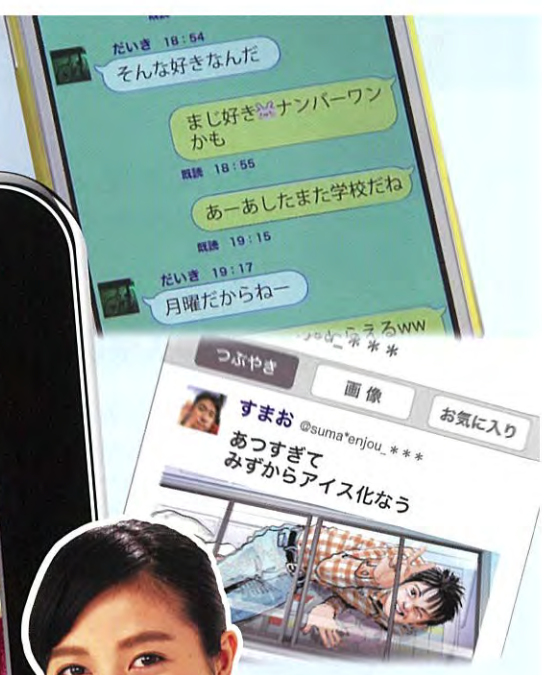 だいき 18:54
そんな好きなんだ
まじ好き ナンバーワン
かも
既読 18:55
あーあしたまた学校だね
既読 19:15
だいき 19:17
月曜だからねー
えるww
＊＊＊
つぶやき
画像
お気に入り
すまお @suma*enjou_＊＊＊
あつすぎて
みずからアイス化なう